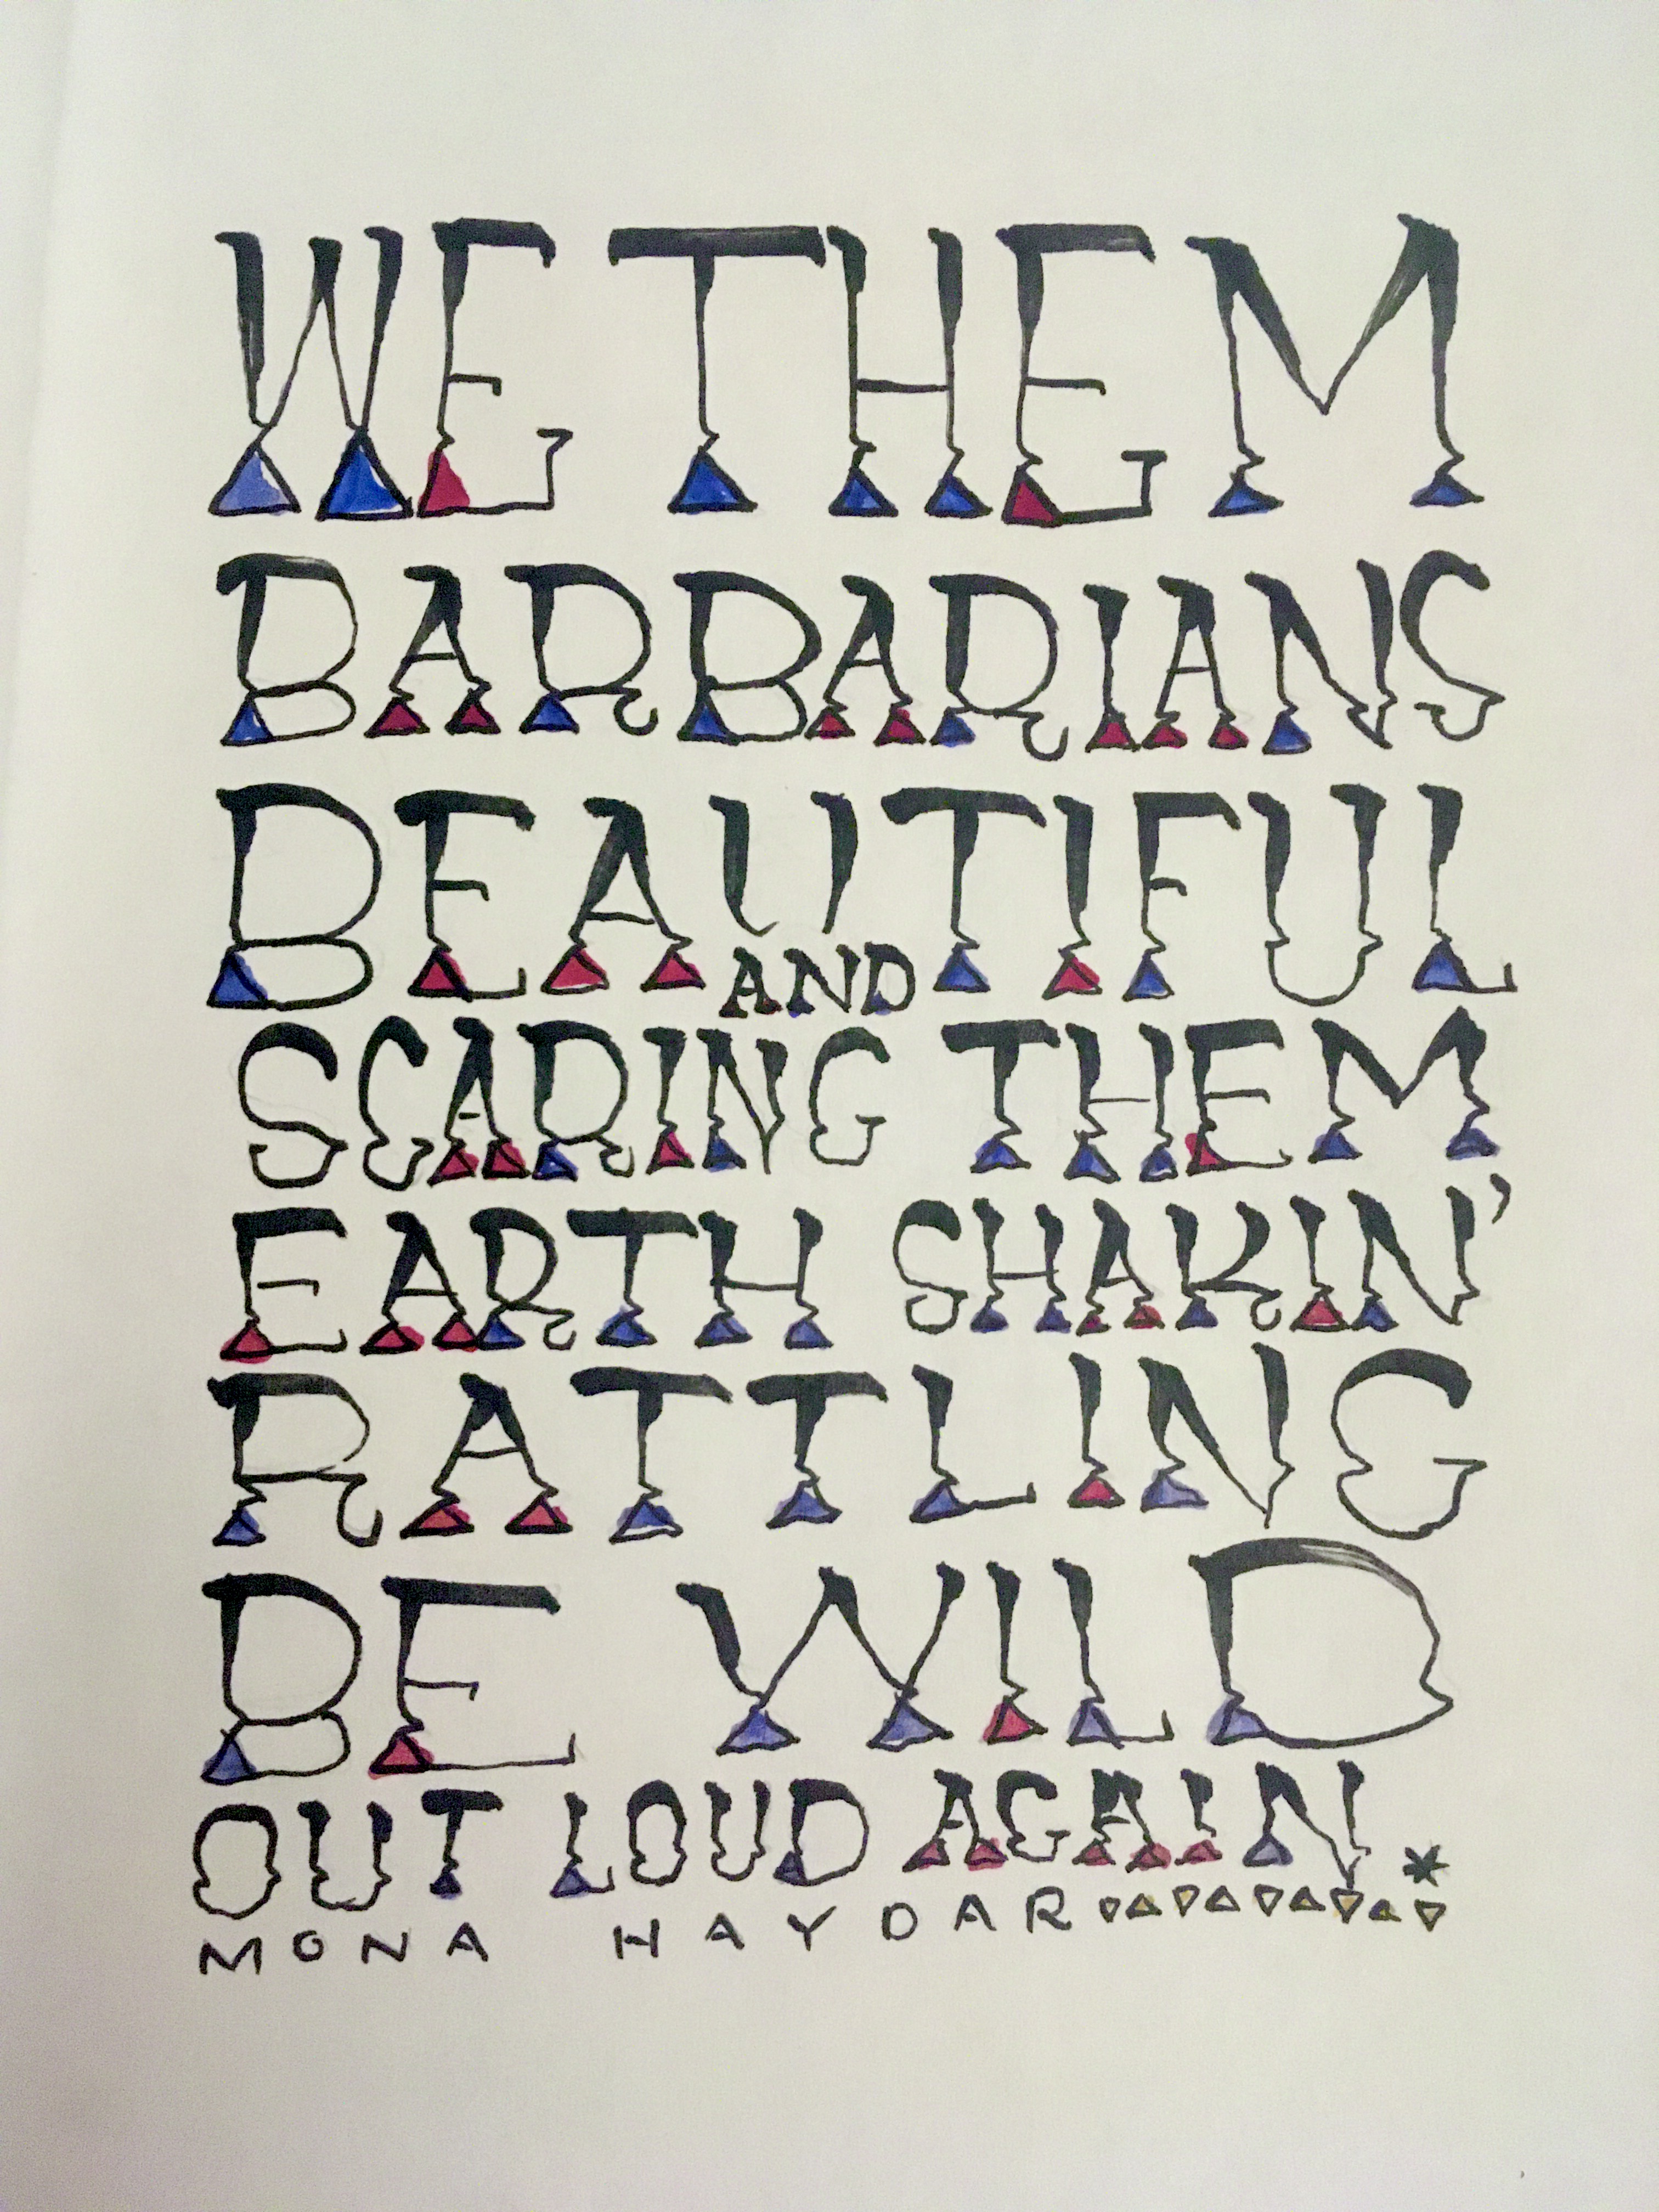 WE THEM
BARBARIANS
BEAUTIFUL
AND
SCARING THEM
EARTH SHAKIN'
RATTLING
BE WILD
OUT LOUD AGAIN.*
MONA HAYDAR